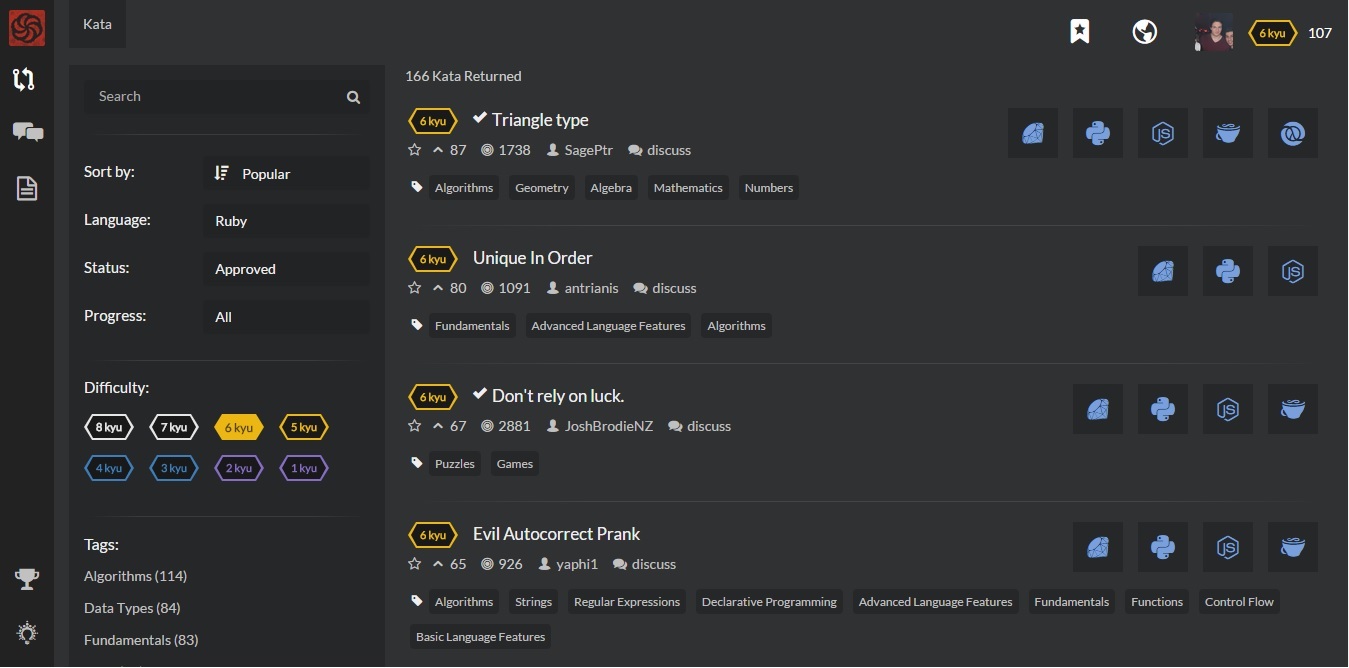 Kata
6 kyu 107
Search
Sort by: Popular
Language: Ruby
Status: Approved
Progress: All
Difficulty:
8 kyu 7 kyu 6 kyu 5 kyu
4 kyu 3 kyu 2 kyu 1 kyu
Tags:
Algorithms (114)
Data Types (84)
Fundamentals (83)
166 Kata Returned
6 kyu Triangle type
87 1738 SagePtr discuss
Algorithms Geometry Algebra Mathematics Numbers
JS
6 kyu Unique In Order
80 1091 antrianis discuss
Fundamentals Advanced Language Features Algorithms
JS
6 kyu Don't rely on luck.
67 2881 JoshBrodieNZ discuss
Puzzles Games
JS
6 kyu Evil Autocorrect Prank
65 926 yaphi1 discuss
Algorithms Strings Regular Expressions Declarative Programming Advanced Language Features Fundamentals Functions Control Flow
Basic Language Features
JS